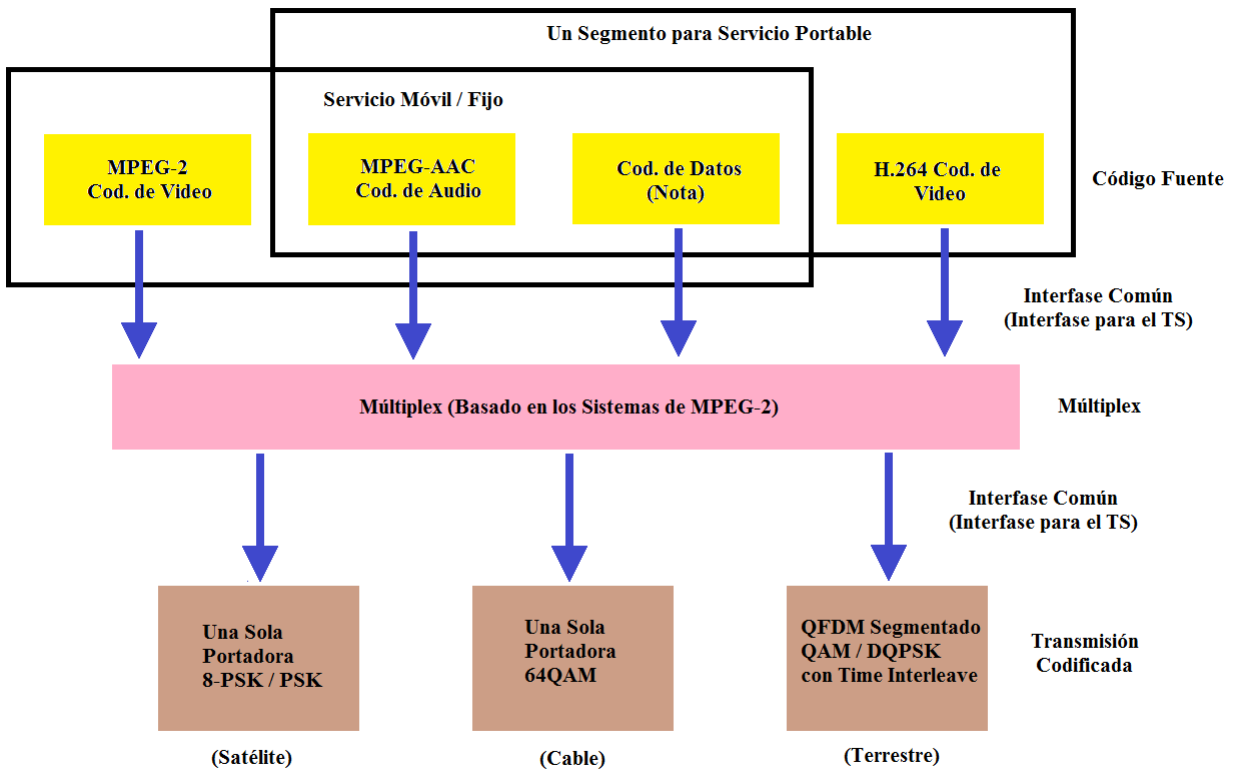 Un Segmento para Servicio Portable
Servicio Móvil / Fijo
MPEG-2
Cod. de Video
MPEG-AAC
Cod. de Audio
Cod. de Datos
(Nota)
H.264 Cod. de
Video
Código Fuente
Interfase Común
(Interfase para el TS)
Múltiplex (Basado en los Sistemas de MPEG-2)
Múltiplex
Interfase Común
(Interfase para el TS)
Una Sola
Portadora
8-PSK / PSK
Una Sola
Portadora
64QAM
QFDM Segmentado
QAM / DQPSK
con Time Interleave
Transmisión
Codificada
(Satélite)
(Cable)
(Terrestre)